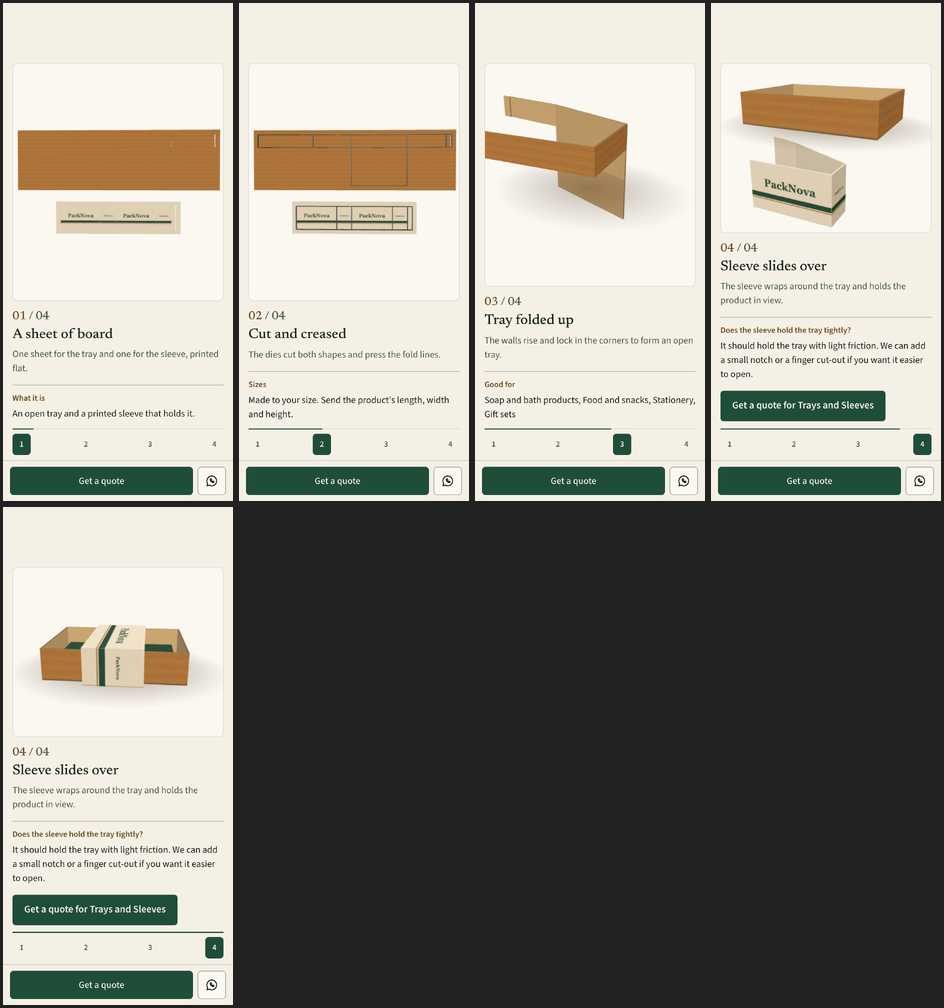 PackNova PackNova
01 / 04
A sheet of board
One sheet for the tray and one for the sleeve, printed
flat.
What it is
An open tray and a printed sleeve that holds it.
1 2 3 4
Get a quote
PackNova PackNova
02 / 04
Cut and creased
The dies cut both shapes and press the fold lines.
Sizes
Made to your size. Send the product's length, width
and height.
1 2 3 4
Get a quote
03 / 04
Tray folded up
The walls rise and lock in the corners to form an open
tray.
Good for
Soap and bath products, Food and snacks, Stationery,
Gift sets
1 2 3 4
Get a quote
PackNova
04 / 04
Sleeve slides over
The sleeve wraps around the tray and holds the
product in view.
Does the sleeve hold the tray tightly?
It should hold the tray with light friction. We can add
a small notch or a finger cut-out if you want it easier
to open.
Get a quote for Trays and Sleeves
1 2 3 4
Get a quote
PackNova
PackNova
04 / 04
Sleeve slides over
The sleeve wraps around the tray and holds the
product in view.
Does the sleeve hold the tray tightly?
It should hold the tray with light friction. We can add
a small notch or a finger cut-out if you want it easier
to open.
Get a quote for Trays and Sleeves
1 2 3 4
Get a quote